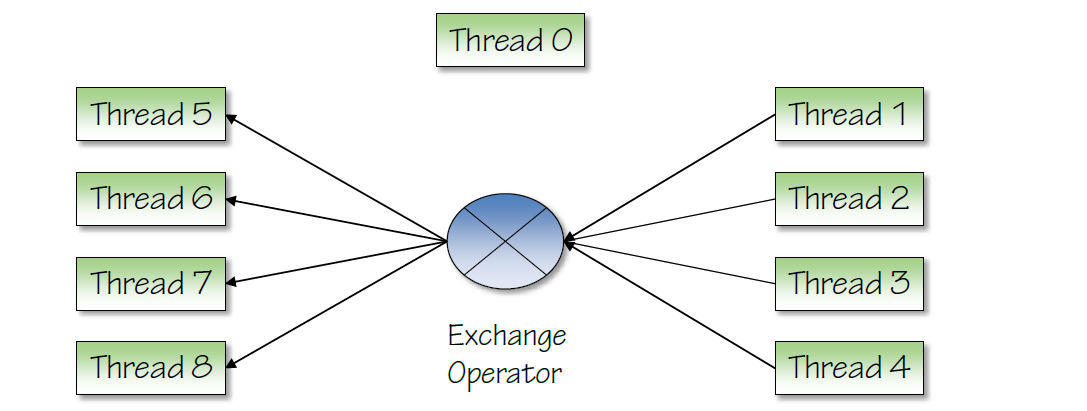 Thread 0
Thread 5
Thread 1
Thread 6
Thread 2
Thread 7
Thread 3
Exchange
Operator
Thread 8
Thread 4